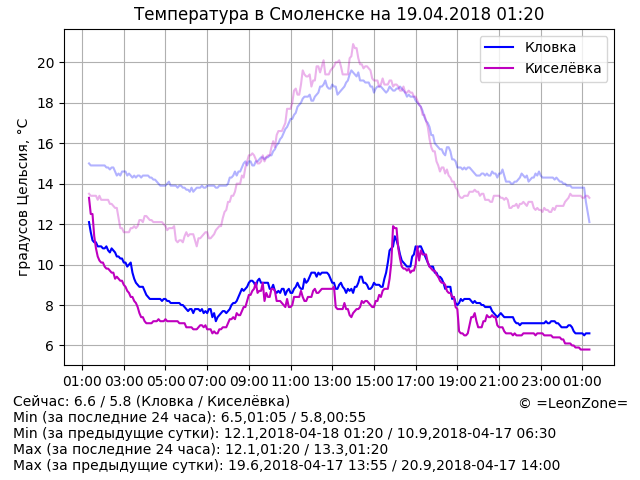 Температура в Смоленске на 19.04.2018 01:20
Кловка
Киселёвка
градусов Цельсия, °C
20
18
16
14
12
10
8
6
01:00 03:00 05:00 07:00 09:00 11:00 13:00 15:00 17:00 19:00 21:00 23:00 01:00
Сейчас: 6.6 / 5.8 (Кловка / Киселёвка)
© =LeonZone=
Min (за последние 24 часа): 6.5,01:05 / 5.8,00:55
Min (за предыдущие сутки): 12.1,2018-04-18 01:20 / 10.9,2018-04-17 06:30
Max (за последние 24 часа): 12.1,01:20 / 13.3,01:20
Max (за предыдущие сутки): 19.6,2018-04-17 13:55 / 20.9,2018-04-17 14:00